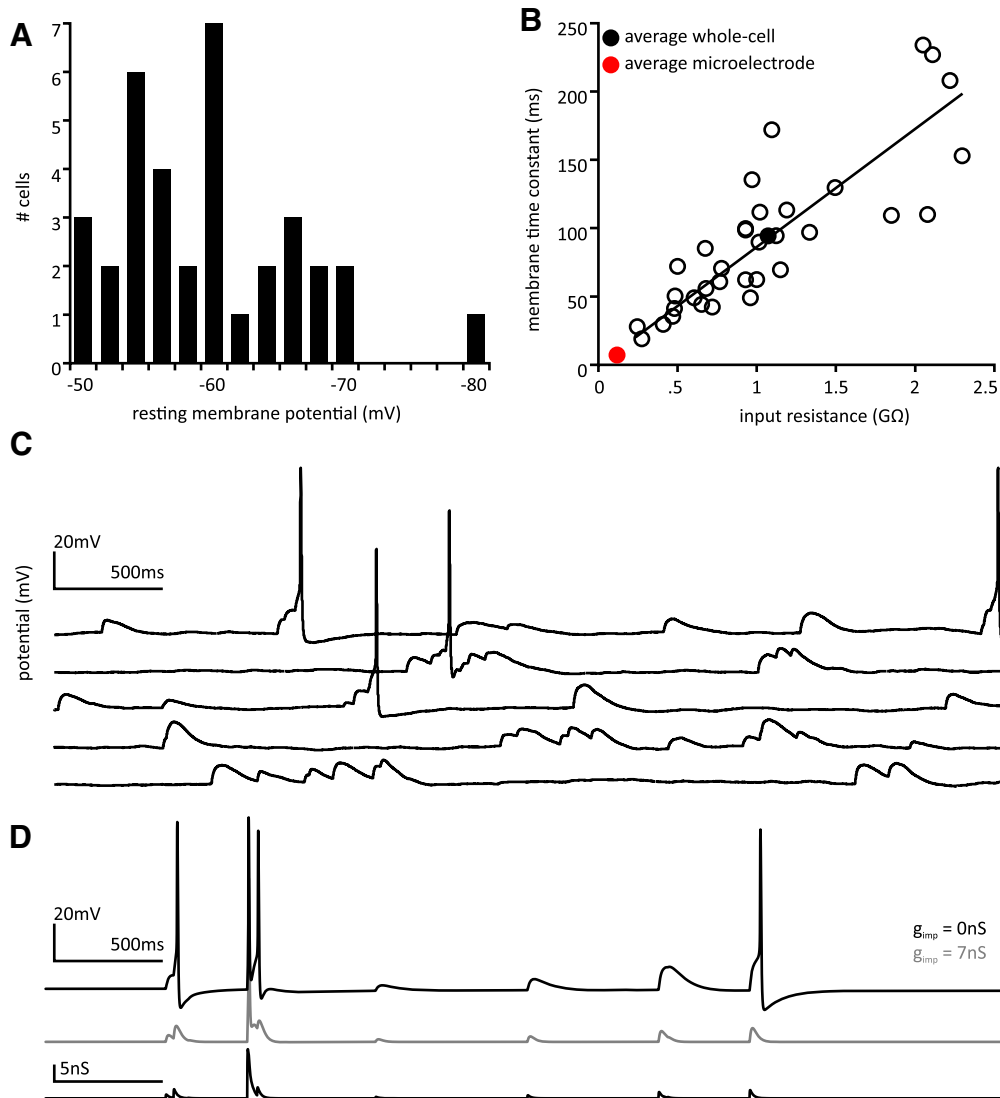 A
7
6
5
4
3
2
1
0
# cells
-50
-60
-70
-80
resting membrane potential (mV)
B
250
200
150
100
50
0
membrane time constant (ms)
average whole-cell
average microelectrode
0
.5
1
1.5
2
2.5
input resistance (GΩ)
C
20mV
500ms
potential (mV)
D
20mV
500ms
gimp = 0nS
gimp = 7nS
5nS